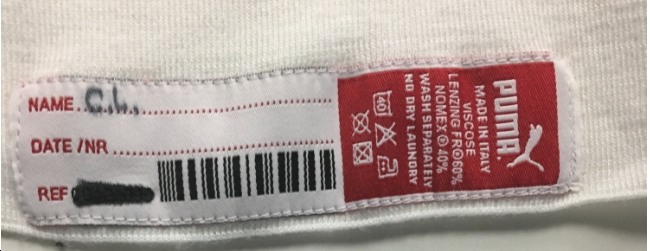 NAME..C.L...............................
DATE /NR...............................
REF
PUMA
MADE IN ITALY
VISCOSE
LENZING FR®60%
NOMEX ® 40%
WASH SEPARATELY
NO DRY LAUNDRY
40